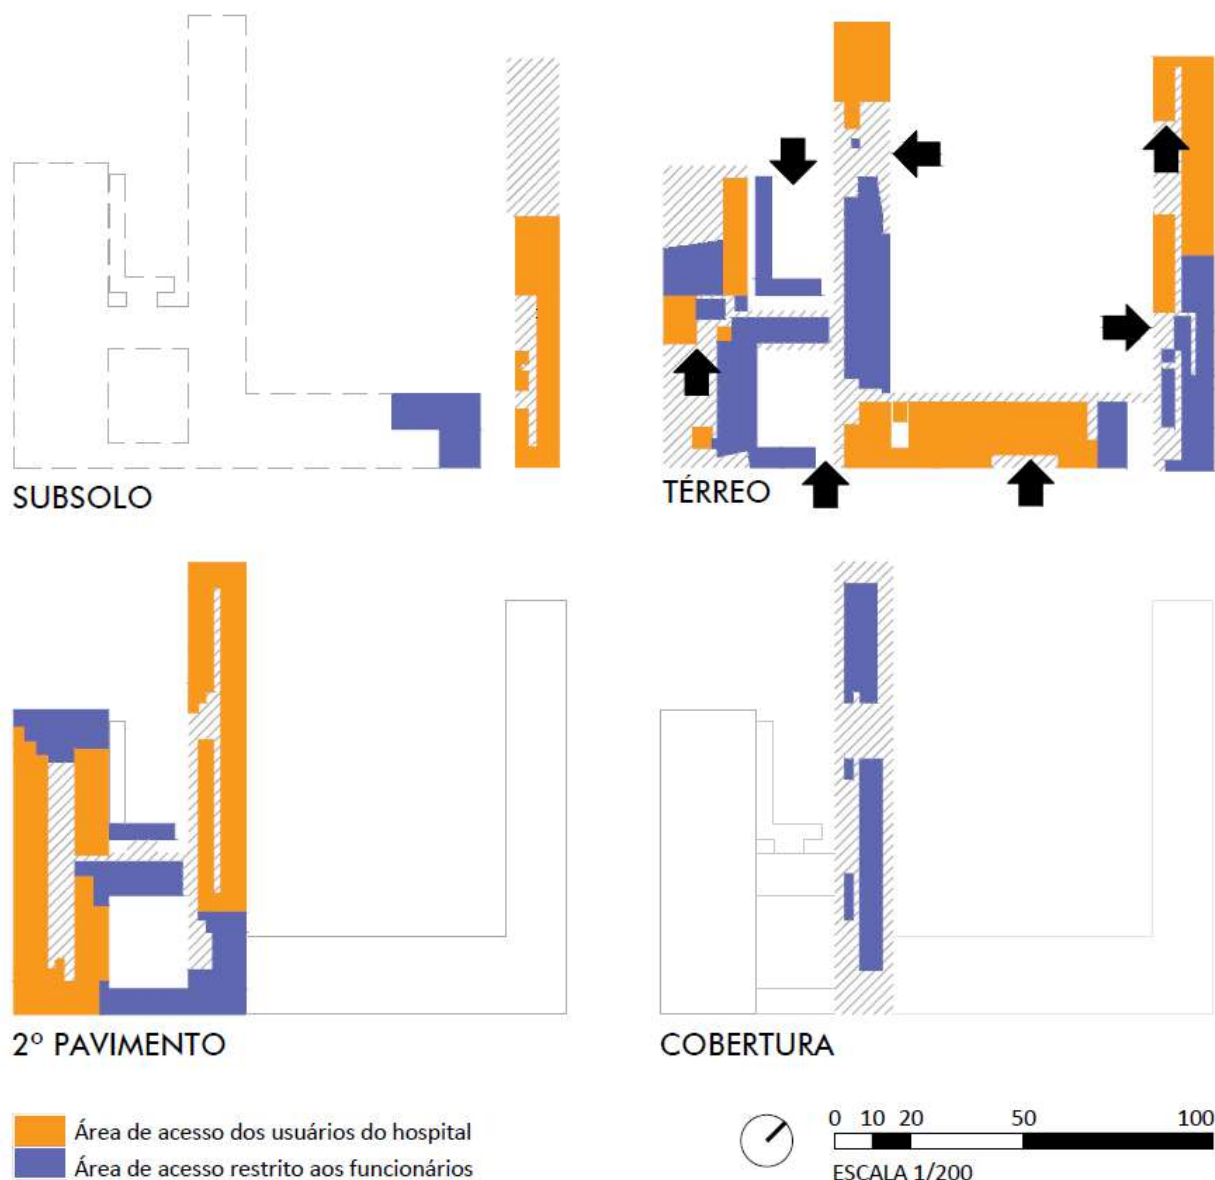 SUBSOLO
TÉRREO
2º PAVIMENTO
COBERTURA
Área de acesso dos usuários do hospital
Área de acesso restrito aos funcionários
0 10 20 50 100
ESCALA 1/200